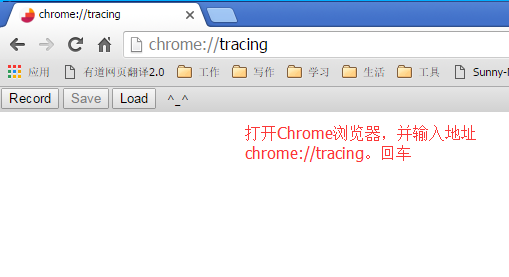 chrome://tracing
chrome://tracing
应用 有道网页翻译2.0 工作 写作 学习 生活 工具 Sunny-
Record Save Load ^_^
打开Chrome浏览器，并输入地址
chrome://tracing。回车